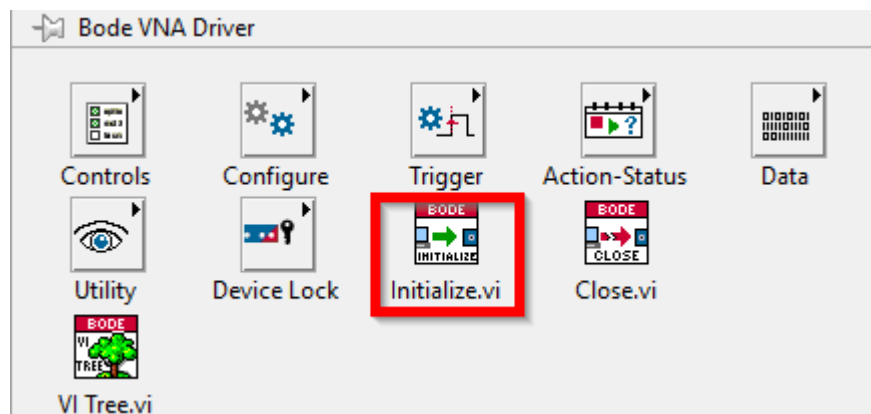 Bode VNA Driver
Controls
Configure
Trigger
Action-Status
Data
BODE
INITIALIZE
BODE
CLOSE
Utility
Device Lock
Initialize.vi
Close.vi
BODE
VI
TREE
VI Tree.vi